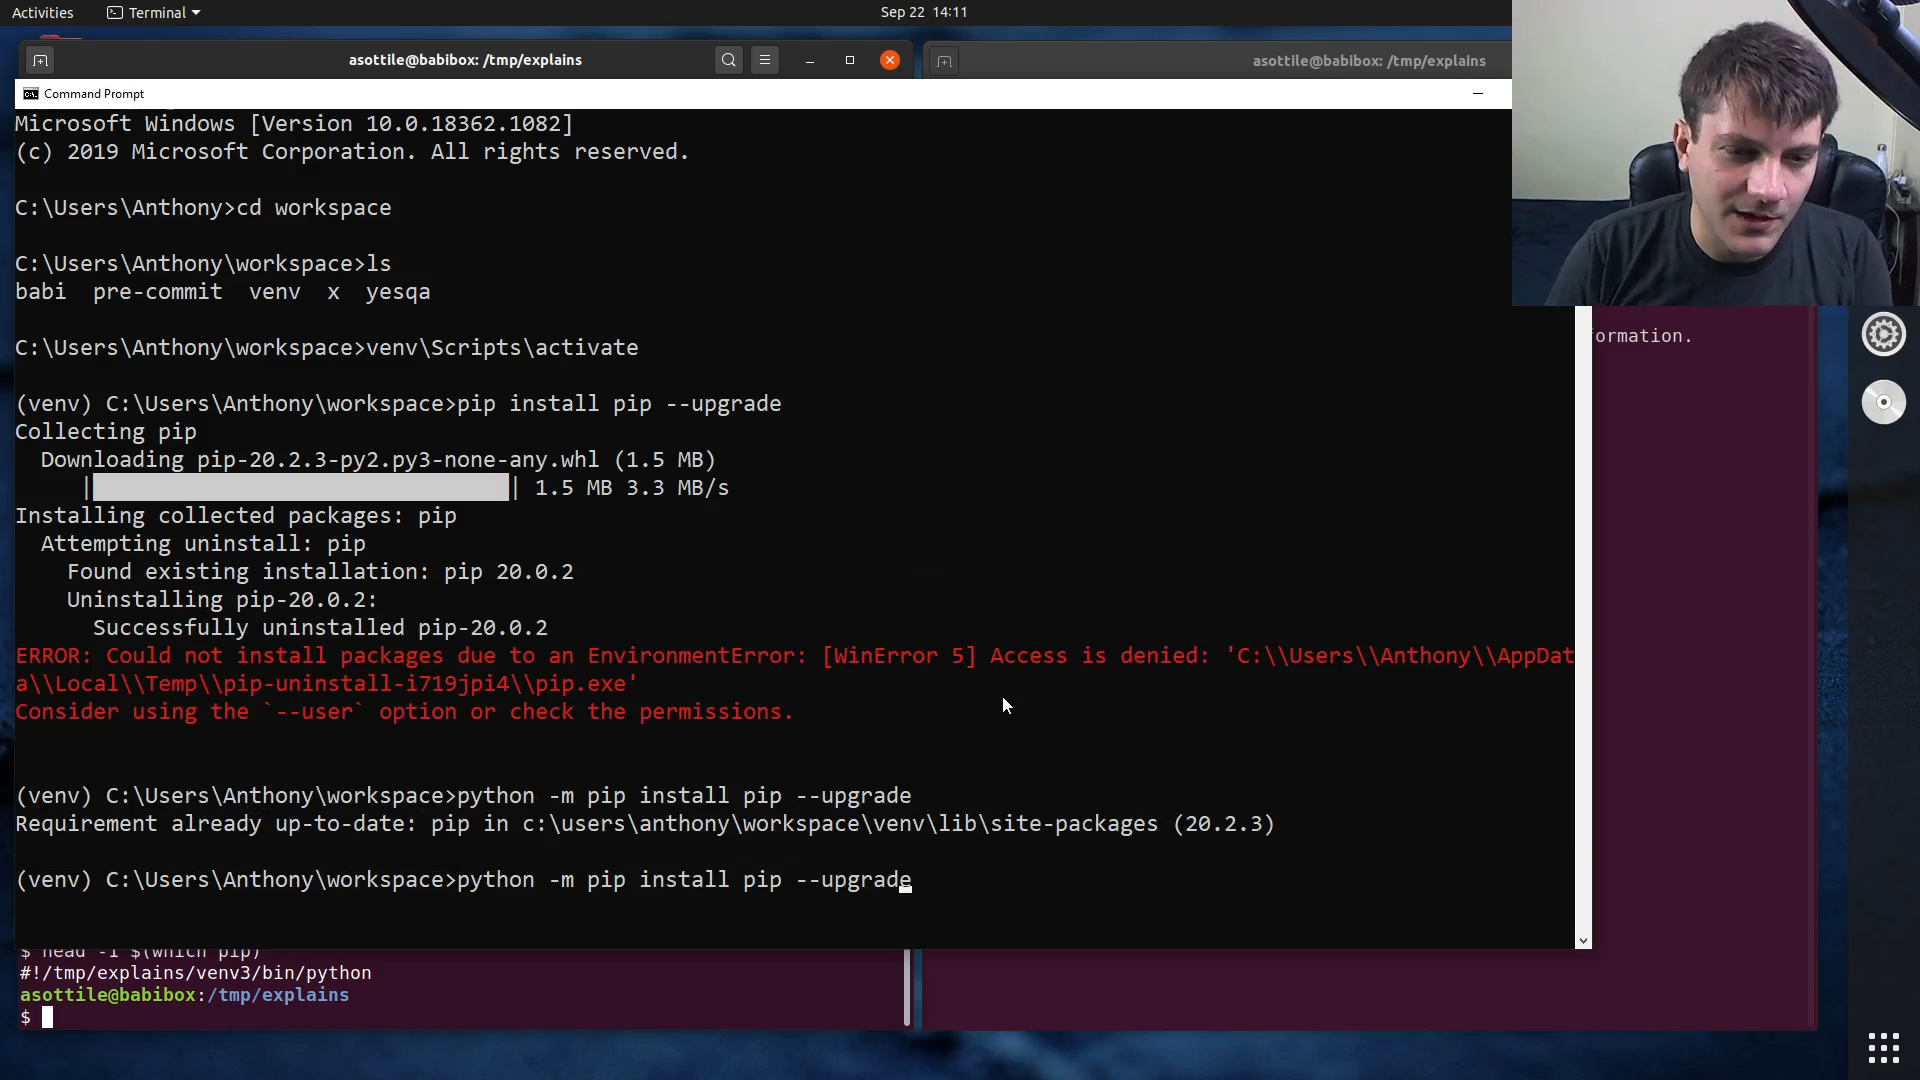 Activities
Terminal
Sep 22 14:11
asottile@babibox: /tmp/explains
asottile@babibox: /tmp/explains
Command Prompt
Microsoft Windows [Version 10.0.18362.1082]
(c) 2019 Microsoft Corporation. All rights reserved.
C:\Users\Anthony>cd workspace
C:\Users\Anthony\workspace>ls
babi  pre-commit  venv  x  yesqa
C:\Users\Anthony\workspace>venv\Scripts\activate
(venv) C:\Users\Anthony\workspace>pip install pip --upgrade
Collecting pip
  Downloading pip-20.2.3-py2.py3-none-any.whl (1.5 MB)
| | 1.5 MB 3.3 MB/s
Installing collected packages: pip
  Attempting uninstall: pip
    Found existing installation: pip 20.0.2
    Uninstalling pip-20.0.2:
      Successfully uninstalled pip-20.0.2
ERROR: Could not install packages due to an EnvironmentError: [WinError 5] Access is denied: 'C:\\Users\\Anthony\\AppDat
a\\Local\\Temp\\pip-uninstall-i719jpi4\\pip.exe'
Consider using the `--user` option or check the permissions.
(venv) C:\Users\Anthony\workspace>python -m pip install pip --upgrade
Requirement already up-to-date: pip in c:\users\anthony\workspace\venv\lib\site-packages (20.2.3)
(venv) C:\Users\Anthony\workspace>python -m pip install pip --upgrade
ormation.
$ head -1 $(which pip)
#!/tmp/explains/venv3/bin/python
asottile@babibox:/tmp/explains
$